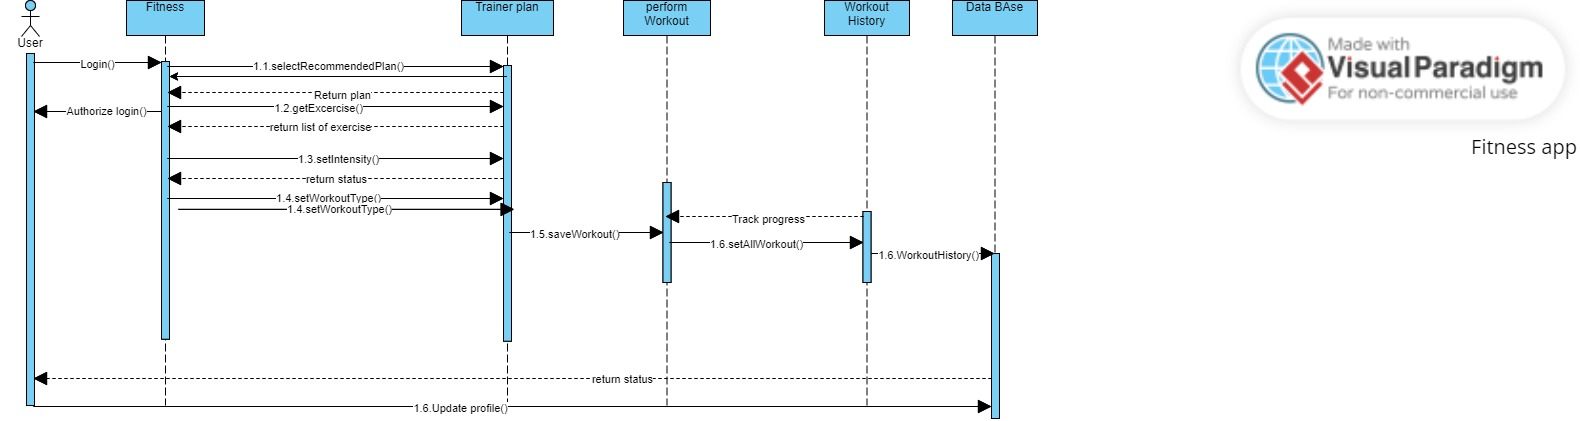 Fitness
Trainer plan
perform
Workout
Workout
History
Data BAse
User
Login()
1.1.selectRecommendedPlan()
Return plan
1.2.getExcercise()
Authorize login()
return list of exercise
1.3.setIntensity()
return status
1.4.setWorkoutType()
1.4.setWorkoutType()
Track progress
1.5.saveWorkout()
1.6.setAllWorkout()
1.6.WorkoutHistory()
return status
1.6.Update profile()
Made with
Visual Paradigm
For non-commercial use
Fitness app